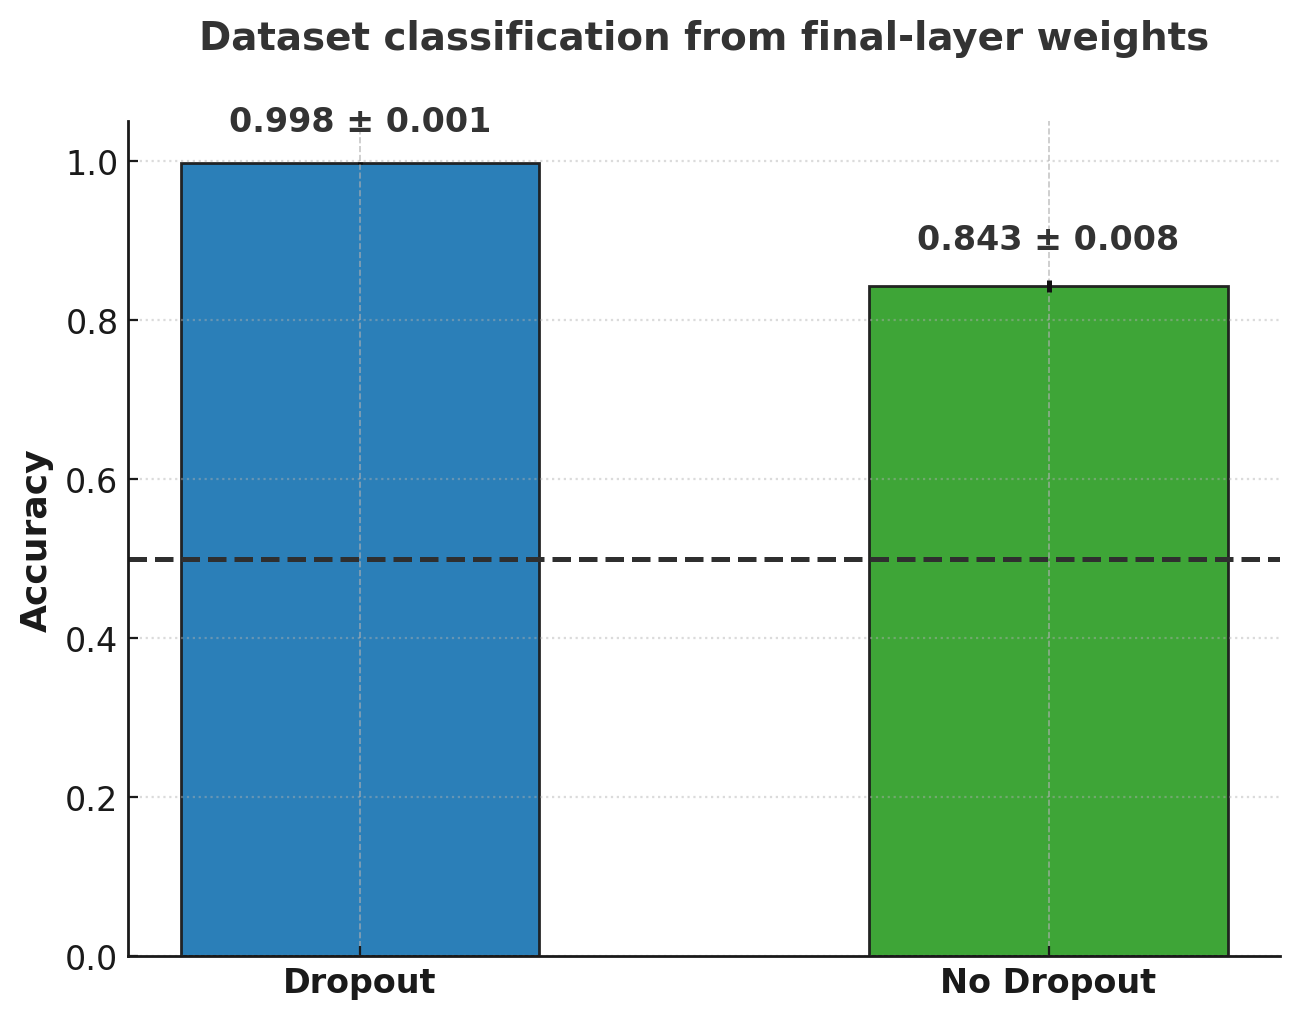 Dataset classification from final-layer weights
0.998 ± 0.001
0.843 ± 0.008
1.0
0.8
0.6
0.4
0.2
0.0
Accuracy
Dropout
No Dropout